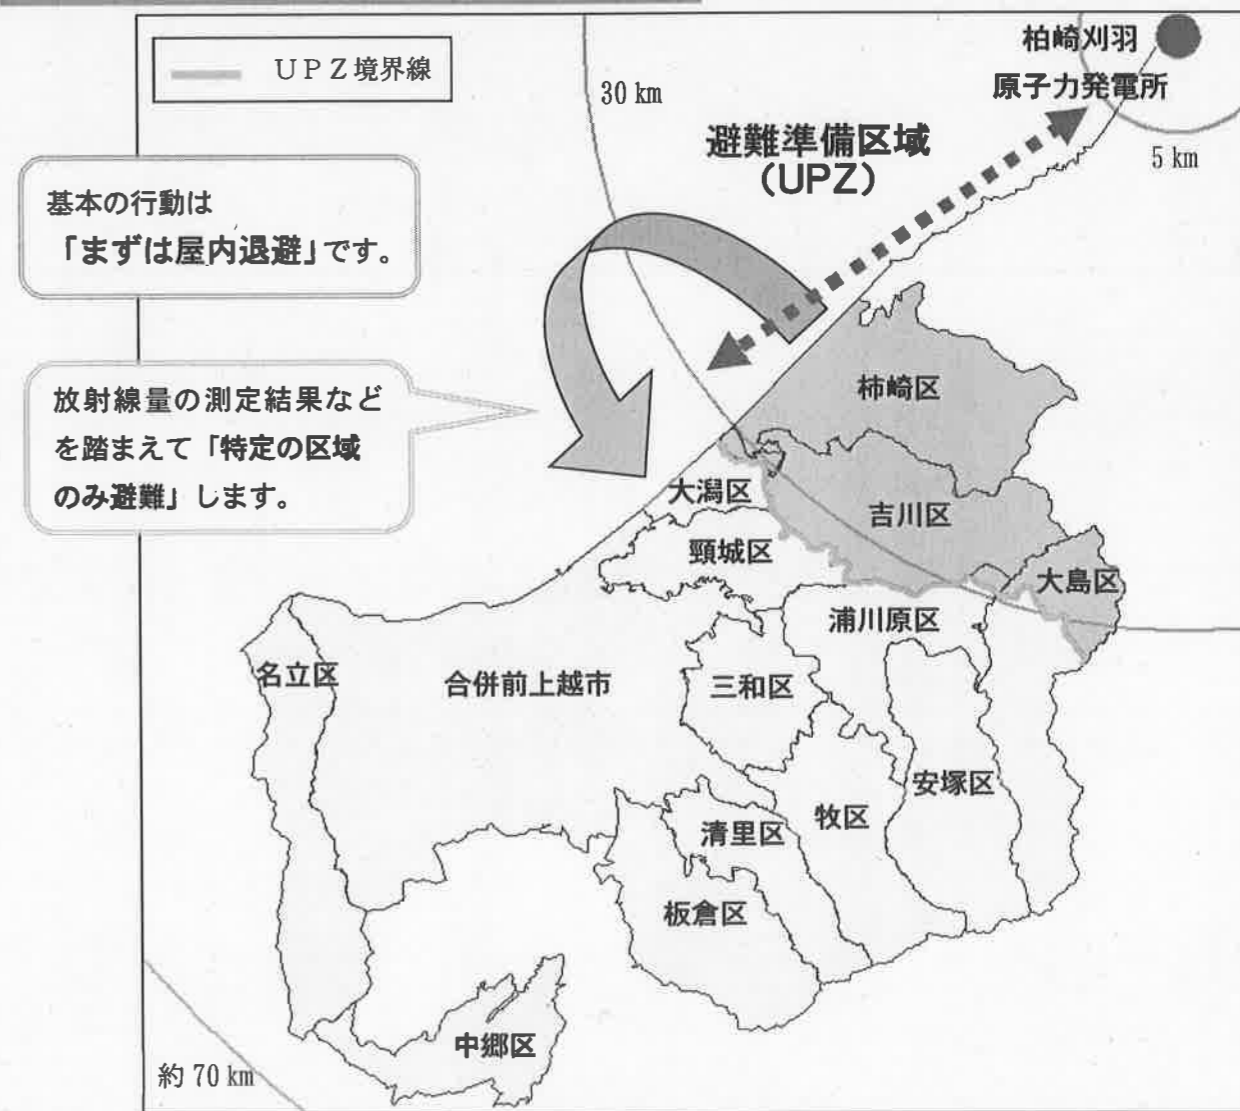 UPZ境界線
30 km
柏崎刈羽
原子力発電所
5 km
避難準備区域
(UPZ)
基本の行動は
「まずは屋内退避」です。
放射線量の測定結果など
を踏まえて「特定の区域
のみ避難」します。
柿崎区
大潟区
吉川区
頸城区
大島区
浦川原区
名立区
合併前上越市
三和区
安塚区
牧区
清里区
板倉区
中郷区
約 70 km